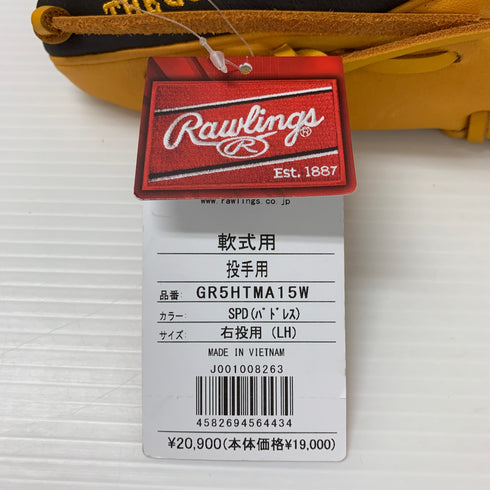 THE
Rawlings
R
Est. 1887
www.rawlings.co.jp
軟式用
投手用
品番: GR5HTMA15W
カラー: SPD(パドレス)
サイズ: 右投用 (LH)
MADE IN VIETNAM
J001008263
4582694564434
¥20,900(本体価格¥19,000)